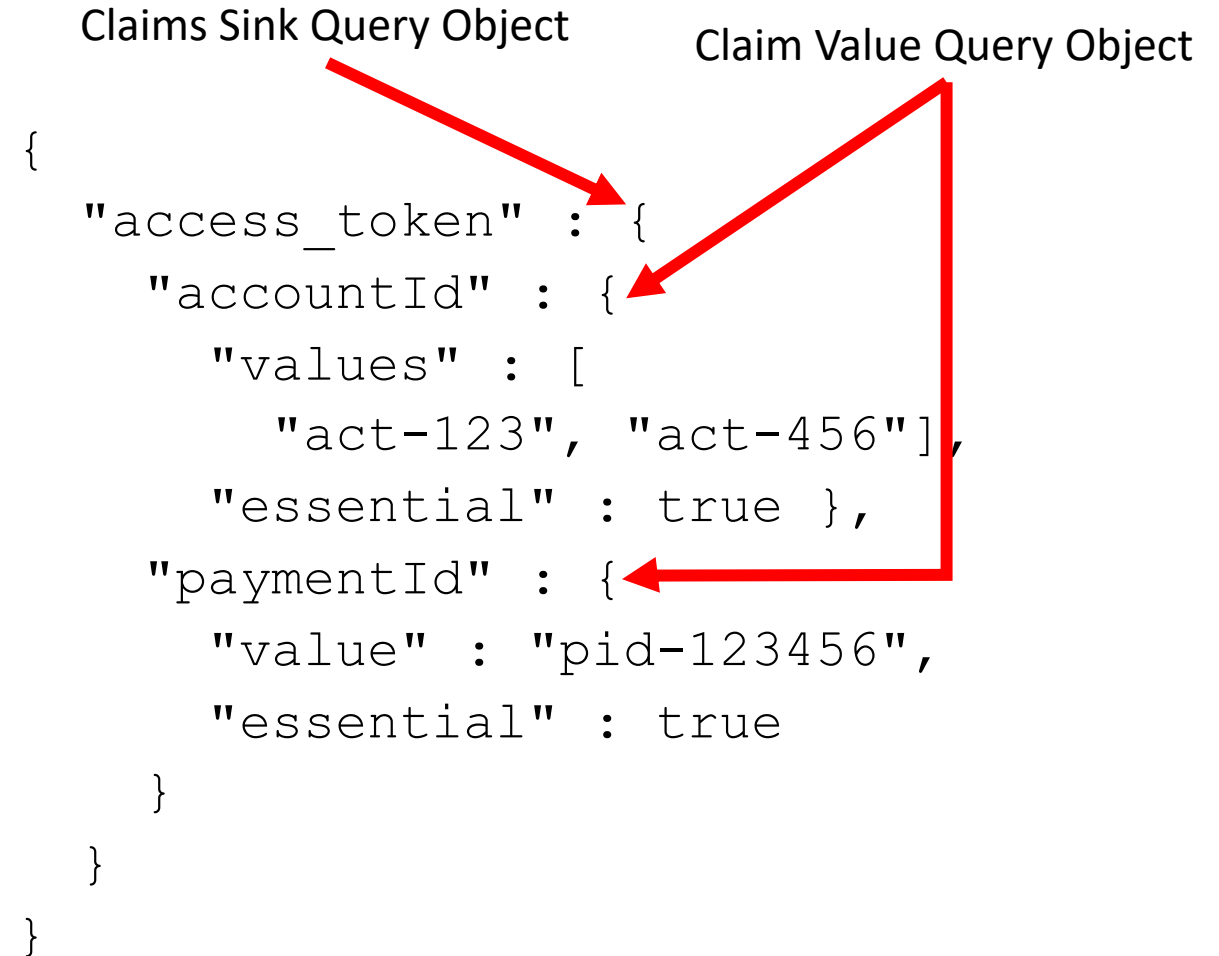 Claims Sink Query Object
Claim Value Query Object
{
"access_token" : {
"accountId" : {
"values" : [
"act-123", "act-456"],
"essential" : true },
"paymentId" : {
"value" : "pid-123456",
"essential" : true
}
}
}